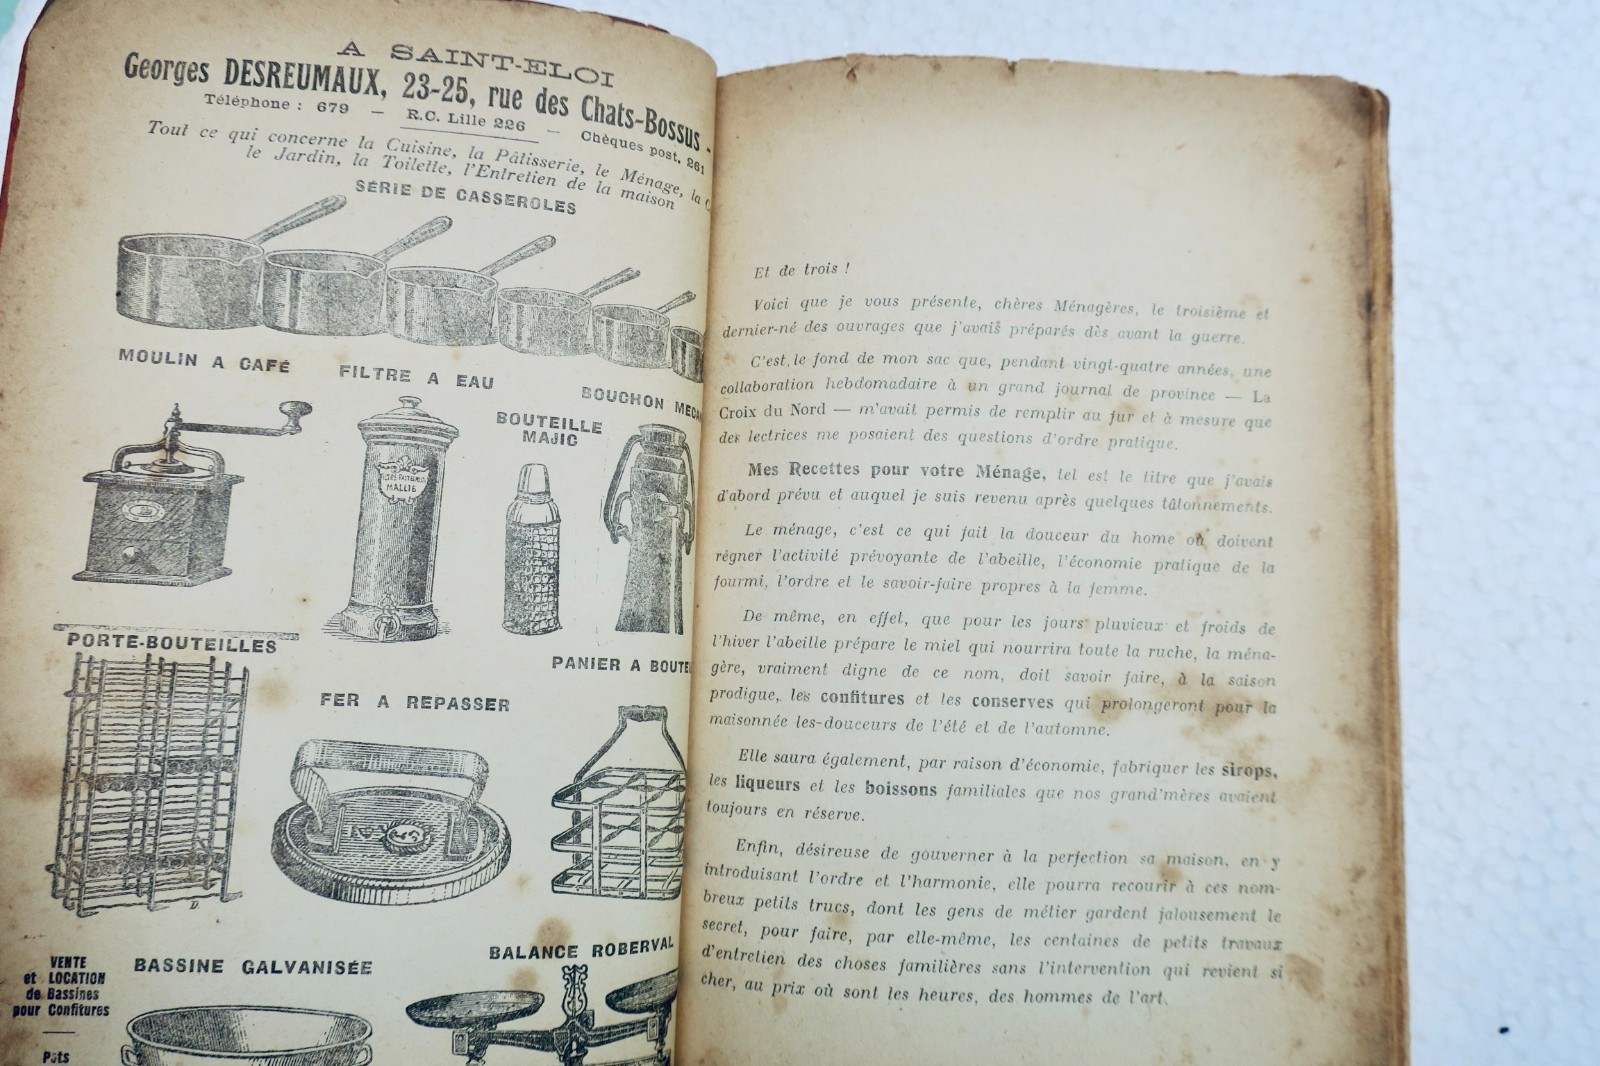 A SAINT-ELOI
Georges DESREUMAUX, 23-25, rue des Chats-Bossus -
Téléphone : 679 — R.C. Lille 226 — Chèques post. 261
Tout ce qui concerne la Cuisine, la Pâtisserie, le Ménage, la
le Jardin, la Toilette, l'Entretien de la maison
SÉRIE DE CASSEROLES
MOULIN A CAFÉ
FILTRE A EAU
BOUCHON
BOUTEILLE
MAJIC
MALLIÉ
PORTE-BOUTEILLES
PANIER A
FER A REPASSER
BALANCE ROBERVAL
VENTE
et LOCATION
de Bassines
pour Confitures
BASSINE GALVANISÉE
Pots
Et de trois !
Voici que je vous présente, chères Ménagères, le troisième et
dernier-né des ouvrages que j'avais préparés dès avant la guerre.
C'est le fond de mon sac que, pendant vingt-quatre années, une
collaboration hebdomadaire à un grand journal de province — La
Croix du Nord — m'avait permis de remplir au fur et à mesure que
des lectrices me posaient des questions d'ordre pratique.
Mes Recettes pour votre Ménage, tel est le titre que j'avais
d'abord prévu et auquel je suis revenu après quelques tâtonnements.
Le ménage, c'est ce qui fait la douceur du home où doivent
régner l'activité prévoyante de l'abeille, l'économie pratique de la
fourmi, l'ordre et le savoir-faire propres à la femme.
De même, en effet, que pour les jours pluvieux et froids de
l'hiver l'abeille prépare le miel qui nourrira toute la ruche, la ména-
gère, vraiment digne de ce nom, doit savoir faire, à la saison
prodigue, les confitures et les conserves qui prolongeront pour la
maisonnée les douceurs de l'été et de l'automne.
Elle saura également, par raison d'économie, fabriquer les sirops,
les liqueurs et les boissons familiales que nos grand'mères avaient
toujours en réserve.
Enfin, désireuse de gouverner à la perfection sa maison, en y
introduisant l'ordre et l'harmonie, elle pourra recourir à ces nom-
breux petits trucs, dont les gens de métier gardent jalousement le
secret, pour faire, par elle-même, les centaines de petits travaux
d'entretien des choses familières sans l'intervention qui revient si
cher, au prix où sont les heures, des hommes de l'art.